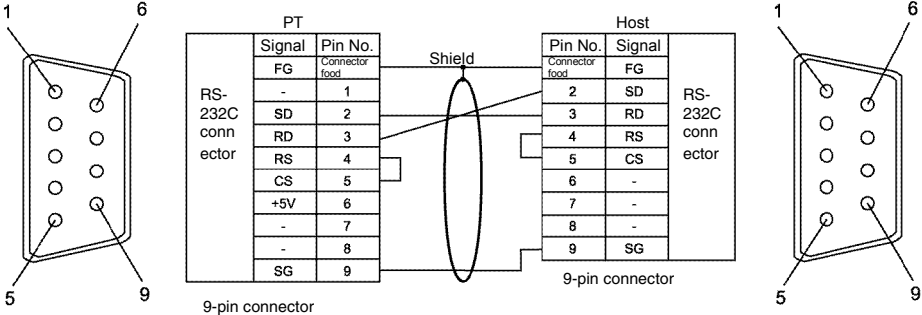 1
6
5
9
PT
RS-
232C
conn
ector
Signal Pin No.
FG Connector
food
- 1
SD 2
RD 3
RS 4
CS 5
+5V 6
- 7
- 8
SG 9
9-pin connector
Shield
Host
Pin No. Signal
Connector
food FG
2 SD
3 RD
4 RS
5 CS
6 -
7 -
8 -
9 SG
RS-
232C
conn
ector
9-pin connector
1
6
5
9